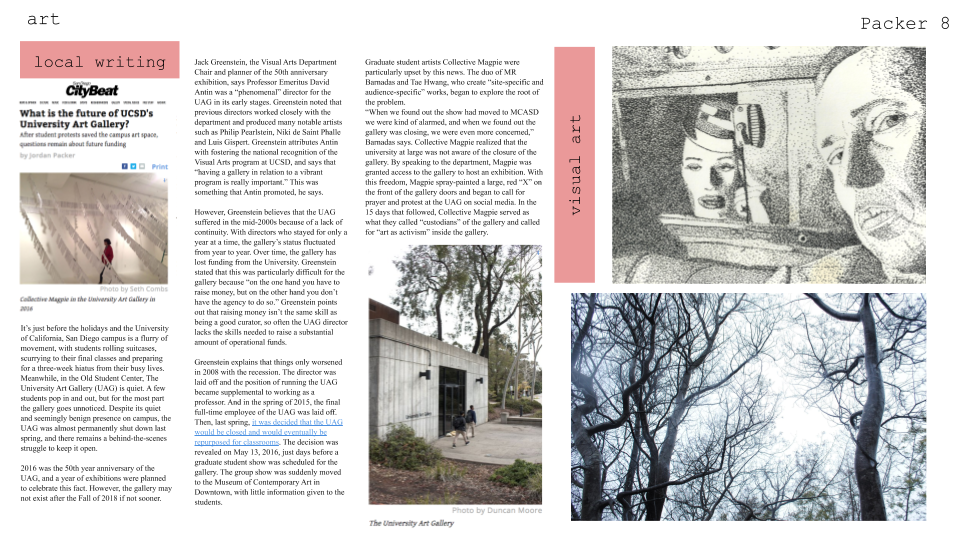 art
Packer 8
local writing
San Diego
CityBeat
What is the future of UCSD's
University Art Gallery?
After student protests saved the campus art space,
questions remain about future funding
by Jordan Packer
Print
Photo by Seth Combs
Collective Magpie in the University Art Gallery in
2016
It's just before the holidays and the University
of California, San Diego campus is a flurry of
movement, with students rolling suitcases,
scurrying to their final classes and preparing
for a three-week hiatus from their busy lives.
Meanwhile, in the Old Student Center, The
University Art Gallery (UAG) is quiet. A few
students pop in and out, but for the most part
the gallery goes unnoticed. Despite its quiet
and seemingly benign presence on campus, the
UAG was almost permanently shut down last
spring, and there remains a behind-the-scenes
struggle to keep it open.
2016 was the 50th year anniversary of the
UAG, and a year of exhibitions were planned
to celebrate this fact. However, the gallery may
not exist after the Fall of 2018 if not sooner.
Jack Greenstein, the Visual Arts Department
Chair and planner of the 50th anniversary
exhibition, says Professor Emeritus David
Antin was a “phenomenal” director for the
UAG in its early stages. Greenstein noted that
previous directors worked closely with the
department and produced many notable artists
such as Philip Pearlstein, Niki de Saint Phalle
and Luis Gispert. Greenstein attributes Antin
with fostering the national recognition of the
Visual Arts program at UCSD, and says that
“having a gallery in relation to a vibrant
program is really important.” This was
something that Antin promoted, he says.
However, Greenstein believes that the UAG
suffered in the mid-2000s because of a lack of
continuity. With directors who stayed for only a
year at a time, the gallery's status fluctuated
from year to year. Over time, the gallery has
lost funding from the University. Greenstein
stated that this was particularly difficult for the
gallery because “on the one hand you have to
raise money, but on the other hand you don't
have the agency to do so.” Greenstein points
out that raising money isn't the same skill as
being a good curator, so often the UAG director
lacks the skills needed to raise a substantial
amount of operational funds.
Greenstein explains that things only worsened
in 2008 with the recession. The director was
laid off and the position of running the UAG
became supplemental to working as a
professor. And in the spring of 2015, the final
full-time employee of the UAG was laid off.
Then, last spring, it was decided that the UAG
would be closed and would eventually be
repurposed for classrooms. The decision was
revealed on May 13, 2016, just days before a
graduate student show was scheduled for the
gallery. The group show was suddenly moved
to the Museum of Contemporary Art in
Downtown, with little information given to the
students.
Graduate student artists Collective Magpie were
particularly upset by this news. The duo of MR
Barnadas and Tae Hwang, who create “site-specific and
audience-specific” works, began to explore the root of
the problem.
“When we found out the show had moved to MCASD
we were kind of alarmed, and when we found out the
gallery was closing, we were even more concerned,”
Barnadas says. Collective Magpie realized that the
university at large was not aware of the closure of the
gallery. By speaking to the department, Magpie was
granted access to the gallery to host an exhibition. With
this freedom, Magpie spray-painted a large, red “X” on
the front of the gallery doors and began to call for
prayer and protest at the UAG on social media. In the
15 days that followed, Collective Magpie served as
what they called “custodians” of the gallery and called
for “art as activism” inside the gallery.
Photo by Duncan Moore
The University Art Gallery
visual art